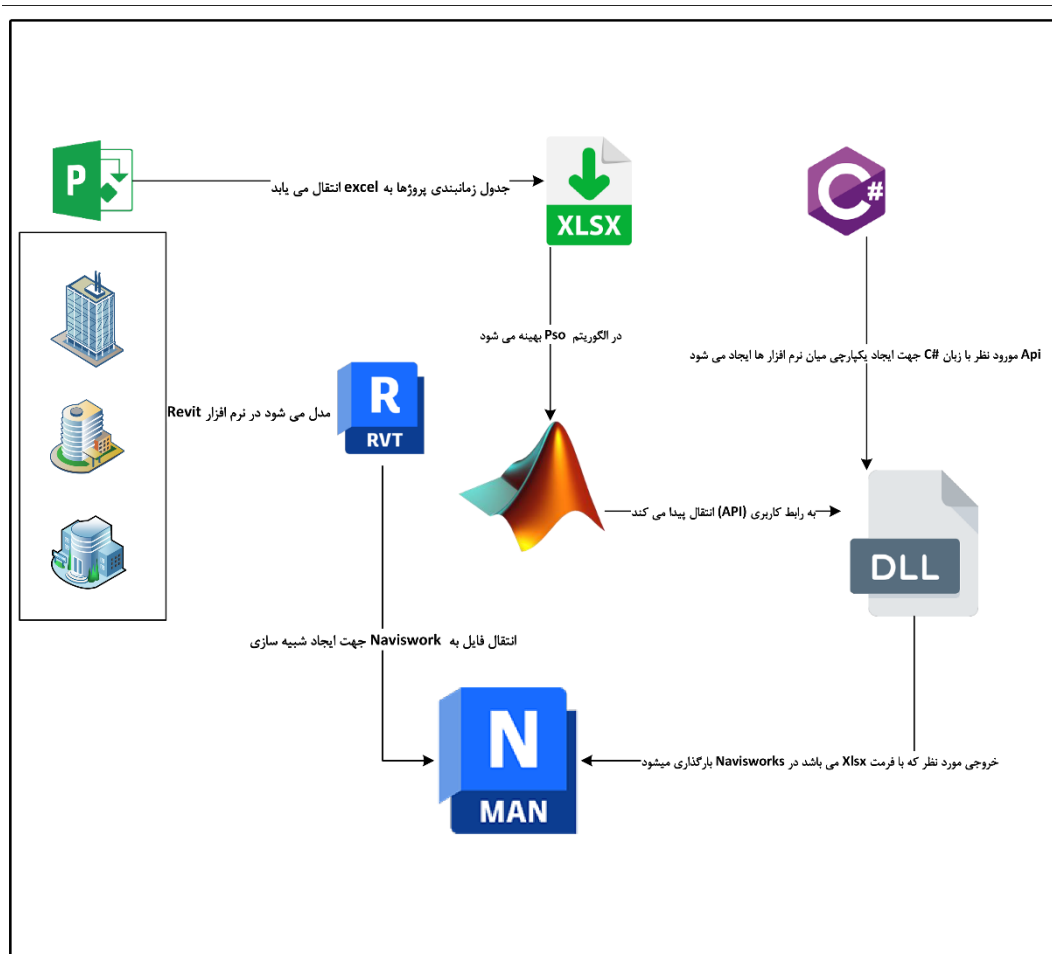 P
جدول زمانبندی پروژها به excel انتقال می یابد
XLSX
C#
در الگوریتم Pso بهینه می شود
Api مورود نظر با زبان C# جهت ایجاد یکپارچی میان نرم افزار ها ایجاد می شود
مدل می شود در نرم افزار Revit
R
RVT
به رابط کاربری (API) انتقال پیدا می کند
DLL
انتقال فایل به Naviswork جهت ایجاد شبیه سازی
N
MAN
خروجی مورد نظر که با فرمت Xlsx می باشد در Navisworks بارگذاری میشود